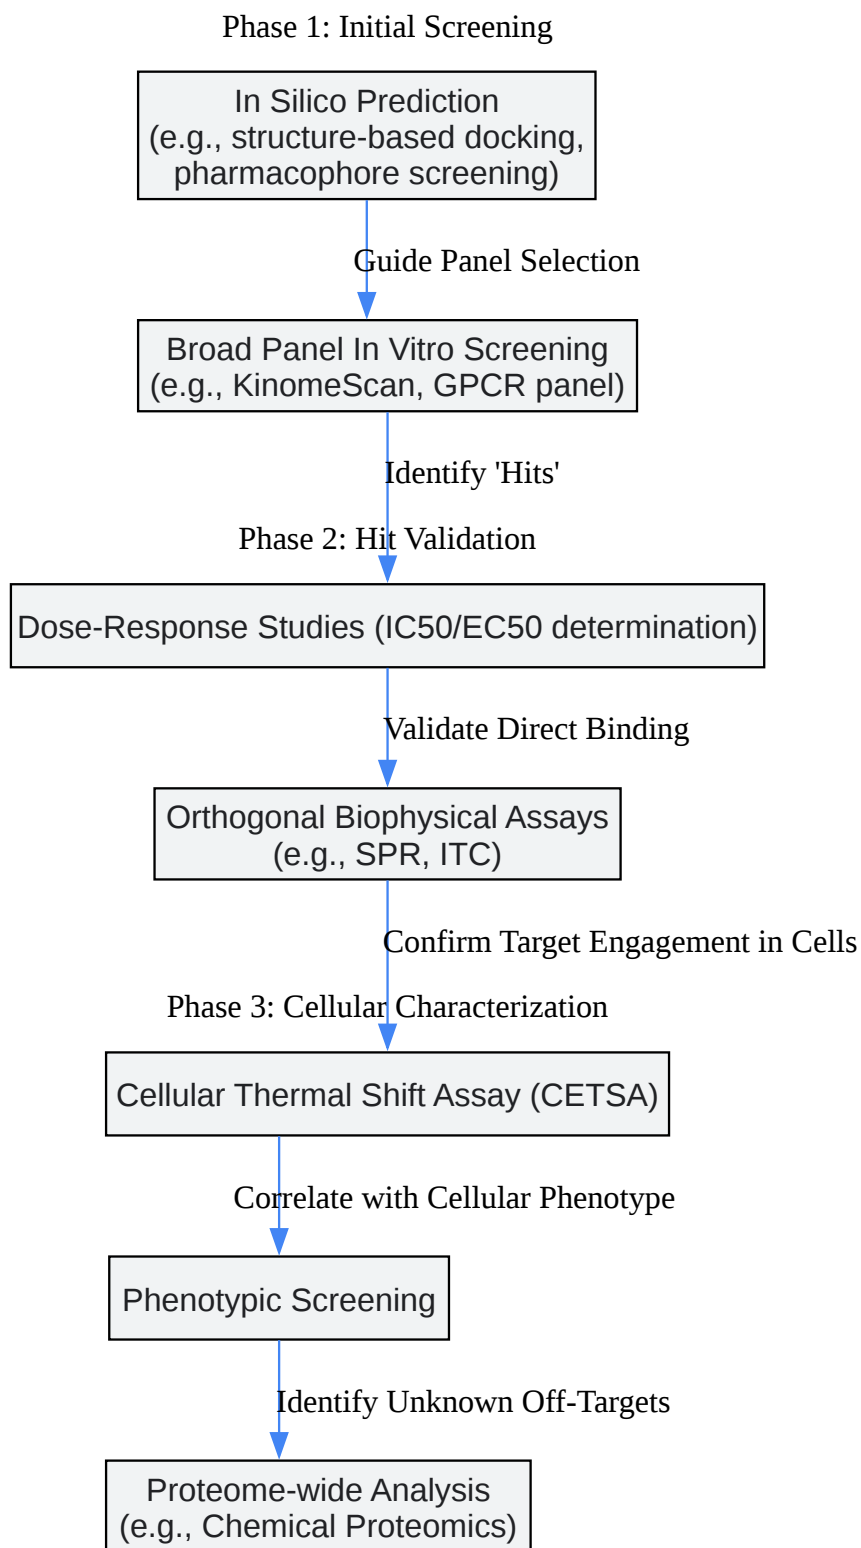 Phase 1: Initial Screening
In Silico Prediction
(e.g., structure-based docking,
pharmacophore screening)
Guide Panel Selection
Broad Panel In Vitro Screening
(e.g., KinomeScan, GPCR panel)
Identify 'Hits'
Phase 2: Hit Validation
Dose-Response Studies (IC50/EC50 determination)
Validate Direct Binding
Orthogonal Biophysical Assays
(e.g., SPR, ITC)
Confirm Target Engagement in Cells
Phase 3: Cellular Characterization
Cellular Thermal Shift Assay (CETSA)
Correlate with Cellular Phenotype
Phenotypic Screening
Identify Unknown Off-Targets
Proteome-wide Analysis
(e.g., Chemical Proteomics)